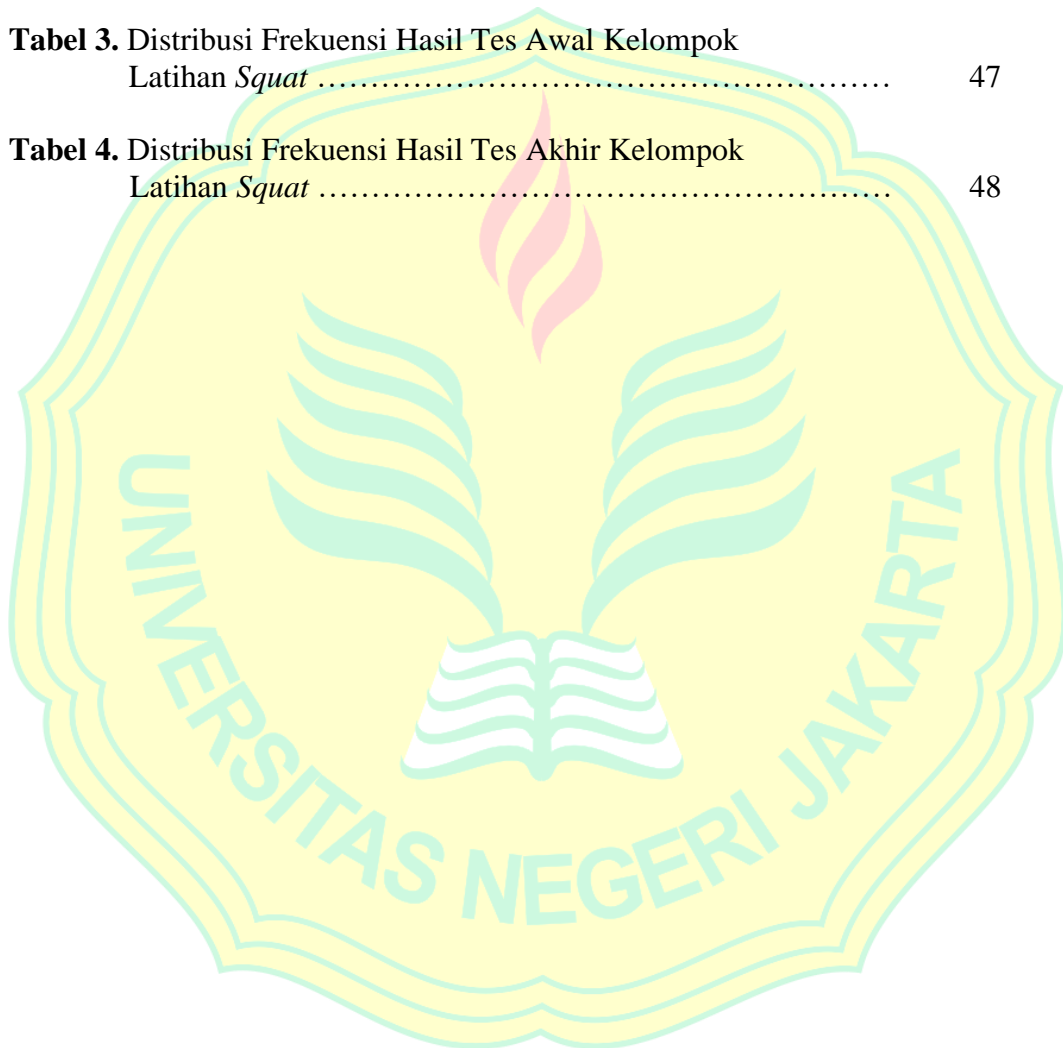 Tabel 3. Distribusi Frekuensi Hasil Tes Awal Kelompok
Latihan Squat …………………………………………… 47
Tabel 4. Distribusi Frekuensi Hasil Tes Akhir Kelompok
Latihan Squat …………………………………………… 48
UNIVERSITAS NEGERI JAKARTA